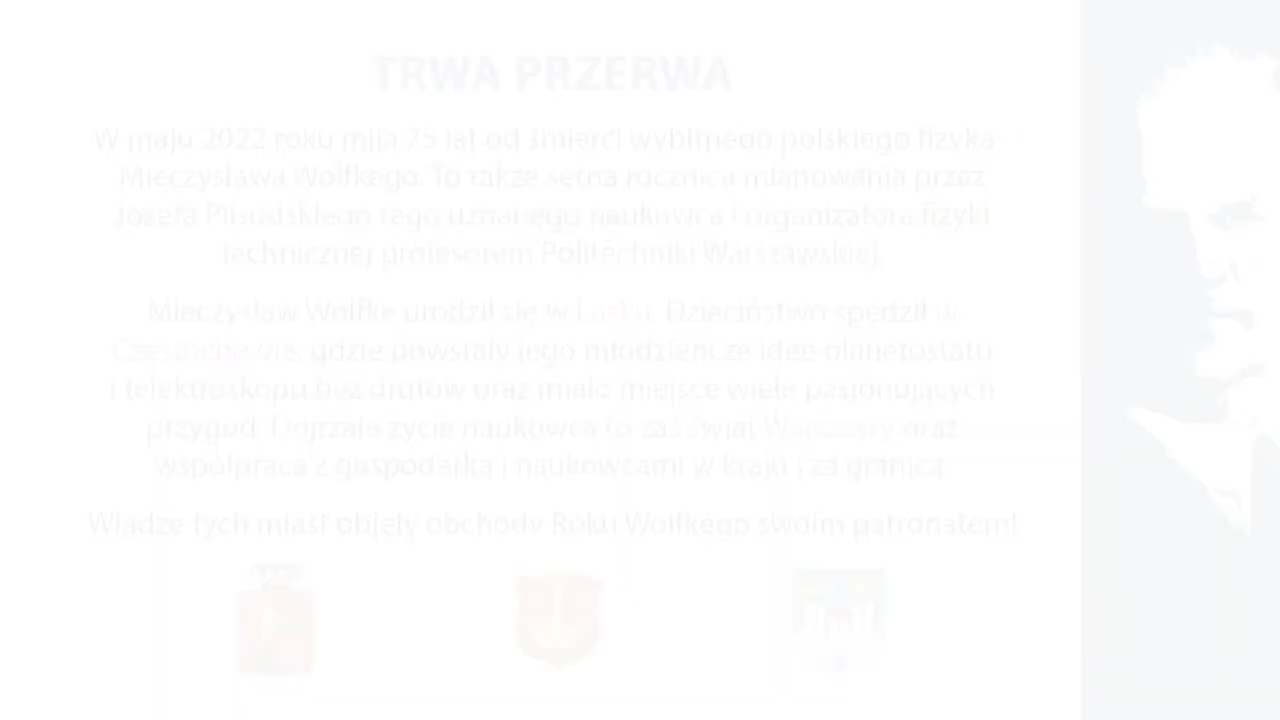 TRWA PRZERWA
W maju 2022 roku mija 75 lat od śmierci wybitnego polskiego fizyka
Mieczysława Wolfkego. To także setna rocznica mianowania przez
Józefa Piłsudskiego tego uznanego naukowca i organizatora fizyki
technicznej profesorem Politechniki Warszawskiej.
Mieczysław Wolfke urodził się w Łasku. Dzieciństwo spędził w
Częstochowie, gdzie powstały jego młodzieńcze idee planetostatu
i telektroskopu bez drutów oraz miało miejsce wiele pasjonujących
przygód. Dojrzałe życie naukowca to zaś świat Warszawy oraz
współpraca z gospodarką i naukowcami w kraju i za granicą.
Władze tych miast objęły obchody Roku Wolfkego swoim patronatem!